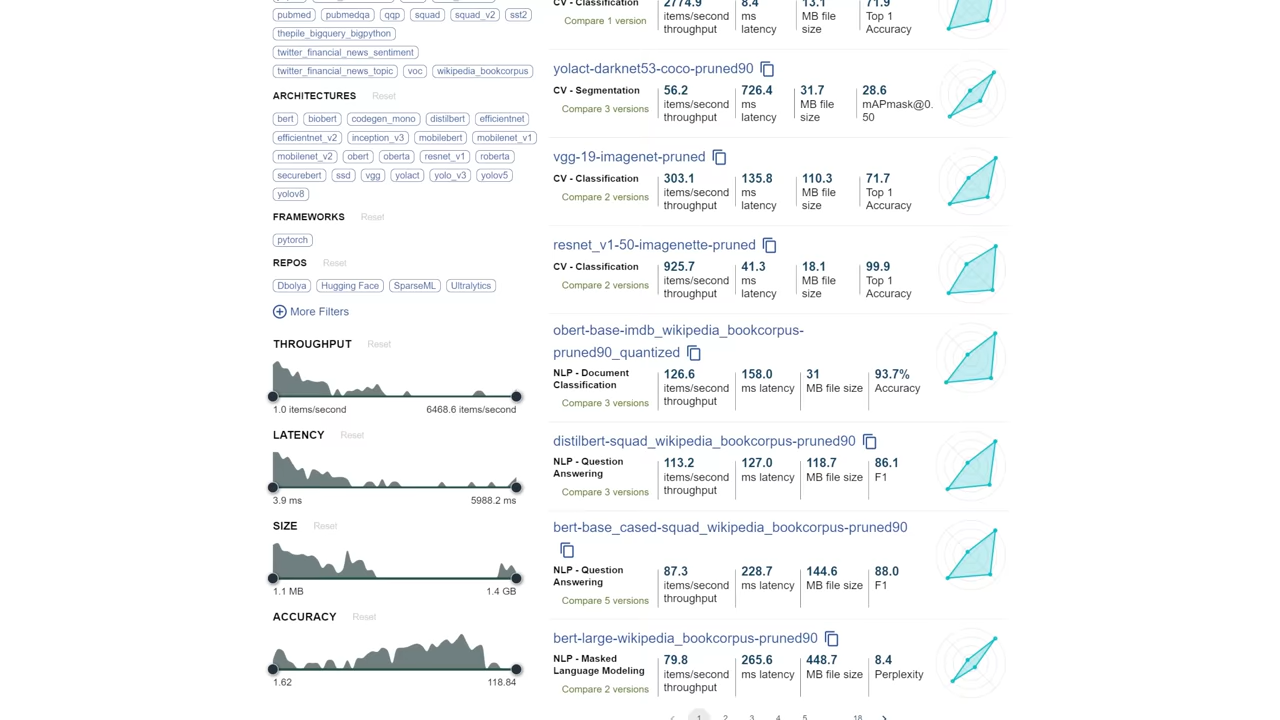 pubmed pubmedqa qqp squad squad_v2 sst2
thepile_bigquery_bigpython
twitter_financial_news_sentiment
twitter_financial_news_topic voc wikipedia_bookcorpus
ARCHITECTURES Reset
bert biobert codegen_mono distilbert efficientnet
efficientnet_v2 inception_v3 mobilebert mobilenet_v1
mobilenet_v2 obert oberta resnet_v1 roberta
securebert ssd vgg yolact yolo_v3 yolov5
yolov8
FRAMEWORKS Reset
pytorch
REPOS Reset
Dbolya Hugging Face SparseML Ultralytics
More Filters
THROUGHPUT Reset
1.0 items/second 6468.6 items/second
LATENCY Reset
3.9 ms 5988.2 ms
SIZE Reset
1.1 MB 1.4 GB
ACCURACY Reset
1.62 118.84
CV - Classification 2774.9 8.4 13.1 71.9
Compare 1 version
items/second ms MB file Top 1
throughput latency size Accuracy
yolact-darknet53-coco-pruned90
CV - Segmentation 56.2 726.4 31.7 28.6
Compare 3 versions
items/second ms MB file mAPmask@0.
throughput latency size 50
vgg-19-imagenet-pruned
CV - Classification 303.1 135.8 110.3 71.7
Compare 2 versions
items/second ms MB file Top 1
throughput latency size Accuracy
resnet_v1-50-imagenette-pruned
CV - Classification 925.7 41.3 18.1 99.9
Compare 2 versions
items/second ms MB file Top 1
throughput latency size Accuracy
obert-base-imdb_wikipedia_bookcorpus-
pruned90_quantized
NLP - Document 126.6 158.0 31 93.7%
Classification items/second ms latency MB file size Accuracy
Compare 3 versions throughput
distilbert-squad_wikipedia_bookcorpus-pruned90
NLP - Question 113.2 127.0 118.7 86.1
Answering items/second ms latency MB file size F1
Compare 3 versions throughput
bert-base_cased-squad_wikipedia_bookcorpus-pruned90
NLP - Question 87.3 228.7 144.6 88.0
Answering items/second ms latency MB file size F1
Compare 5 versions throughput
bert-large-wikipedia_bookcorpus-pruned90
NLP - Masked 79.8 265.6 448.7 8.4
Language Modeling items/second ms latency MB file size Perplexity
Compare 2 versions throughput
1 2 3 4 5 18